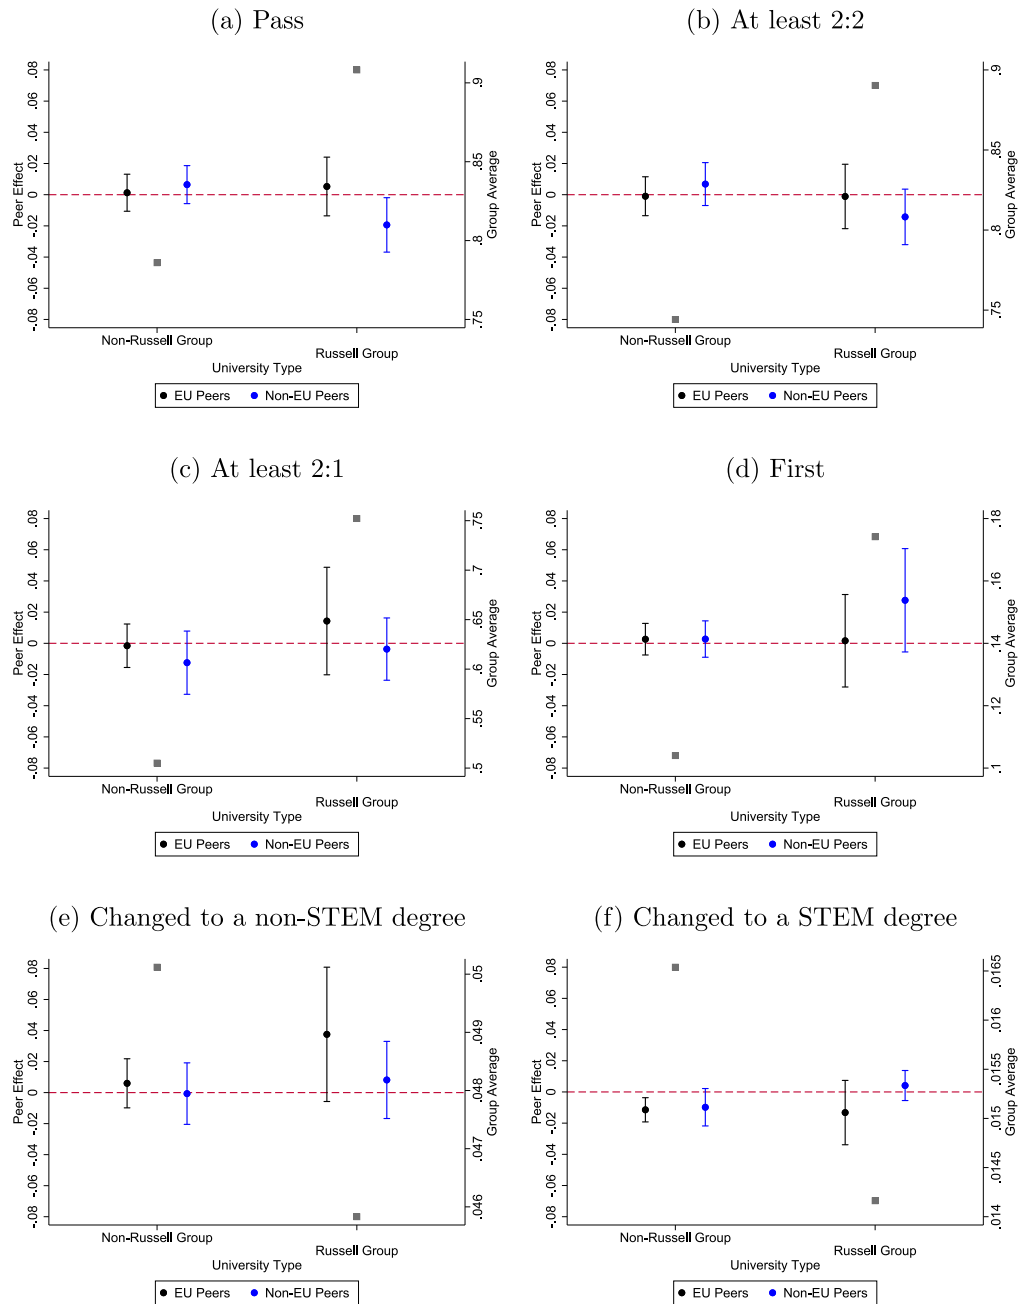 (a) Pass
(b) At least 2:2
Peer Effect
-.08 -.06 -.04 -.02 0 .02 .04 .06 .08
Group Average
.75 .8 .85 .9
Non-Russell Group Russell Group
University Type
EU Peers Non-EU Peers
Peer Effect
-.08 -.06 -.04 -.02 0 .02 .04 .06 .08
Group Average
.75 .8 .85 .9
Non-Russell Group Russell Group
University Type
EU Peers Non-EU Peers
(c) At least 2:1
(d) First
Peer Effect
-.08 -.06 -.04 -.02 0 .02 .04 .06 .08
Group Average
.5 .55 .6 .65 .7 .75
Non-Russell Group Russell Group
University Type
EU Peers Non-EU Peers
Peer Effect
-.08 -.06 -.04 -.02 0 .02 .04 .06 .08
Group Average
.1 .12 .14 .16 .18
Non-Russell Group Russell Group
University Type
EU Peers Non-EU Peers
(e) Changed to a non-STEM degree
(f) Changed to a STEM degree
Peer Effect
-.08 -.06 -.04 -.02 0 .02 .04 .06 .08
Group Average
.046 .047 .048 .049 .05
Non-Russell Group Russell Group
University Type
EU Peers Non-EU Peers
Peer Effect
-.08 -.06 -.04 -.02 0 .02 .04 .06 .08
Group Average
.014 .0145 .015 .0155 .016 .0165
Non-Russell Group Russell Group
University Type
EU Peers Non-EU Peers